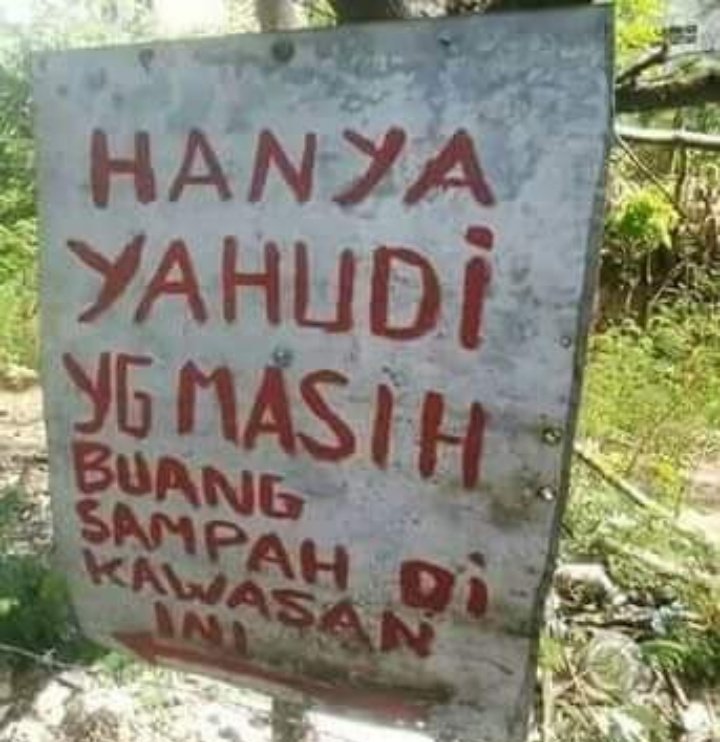 HANYA
YAHUDi
YG MASIH
BUANG
SAMPAH Di
KAWASAN
INI